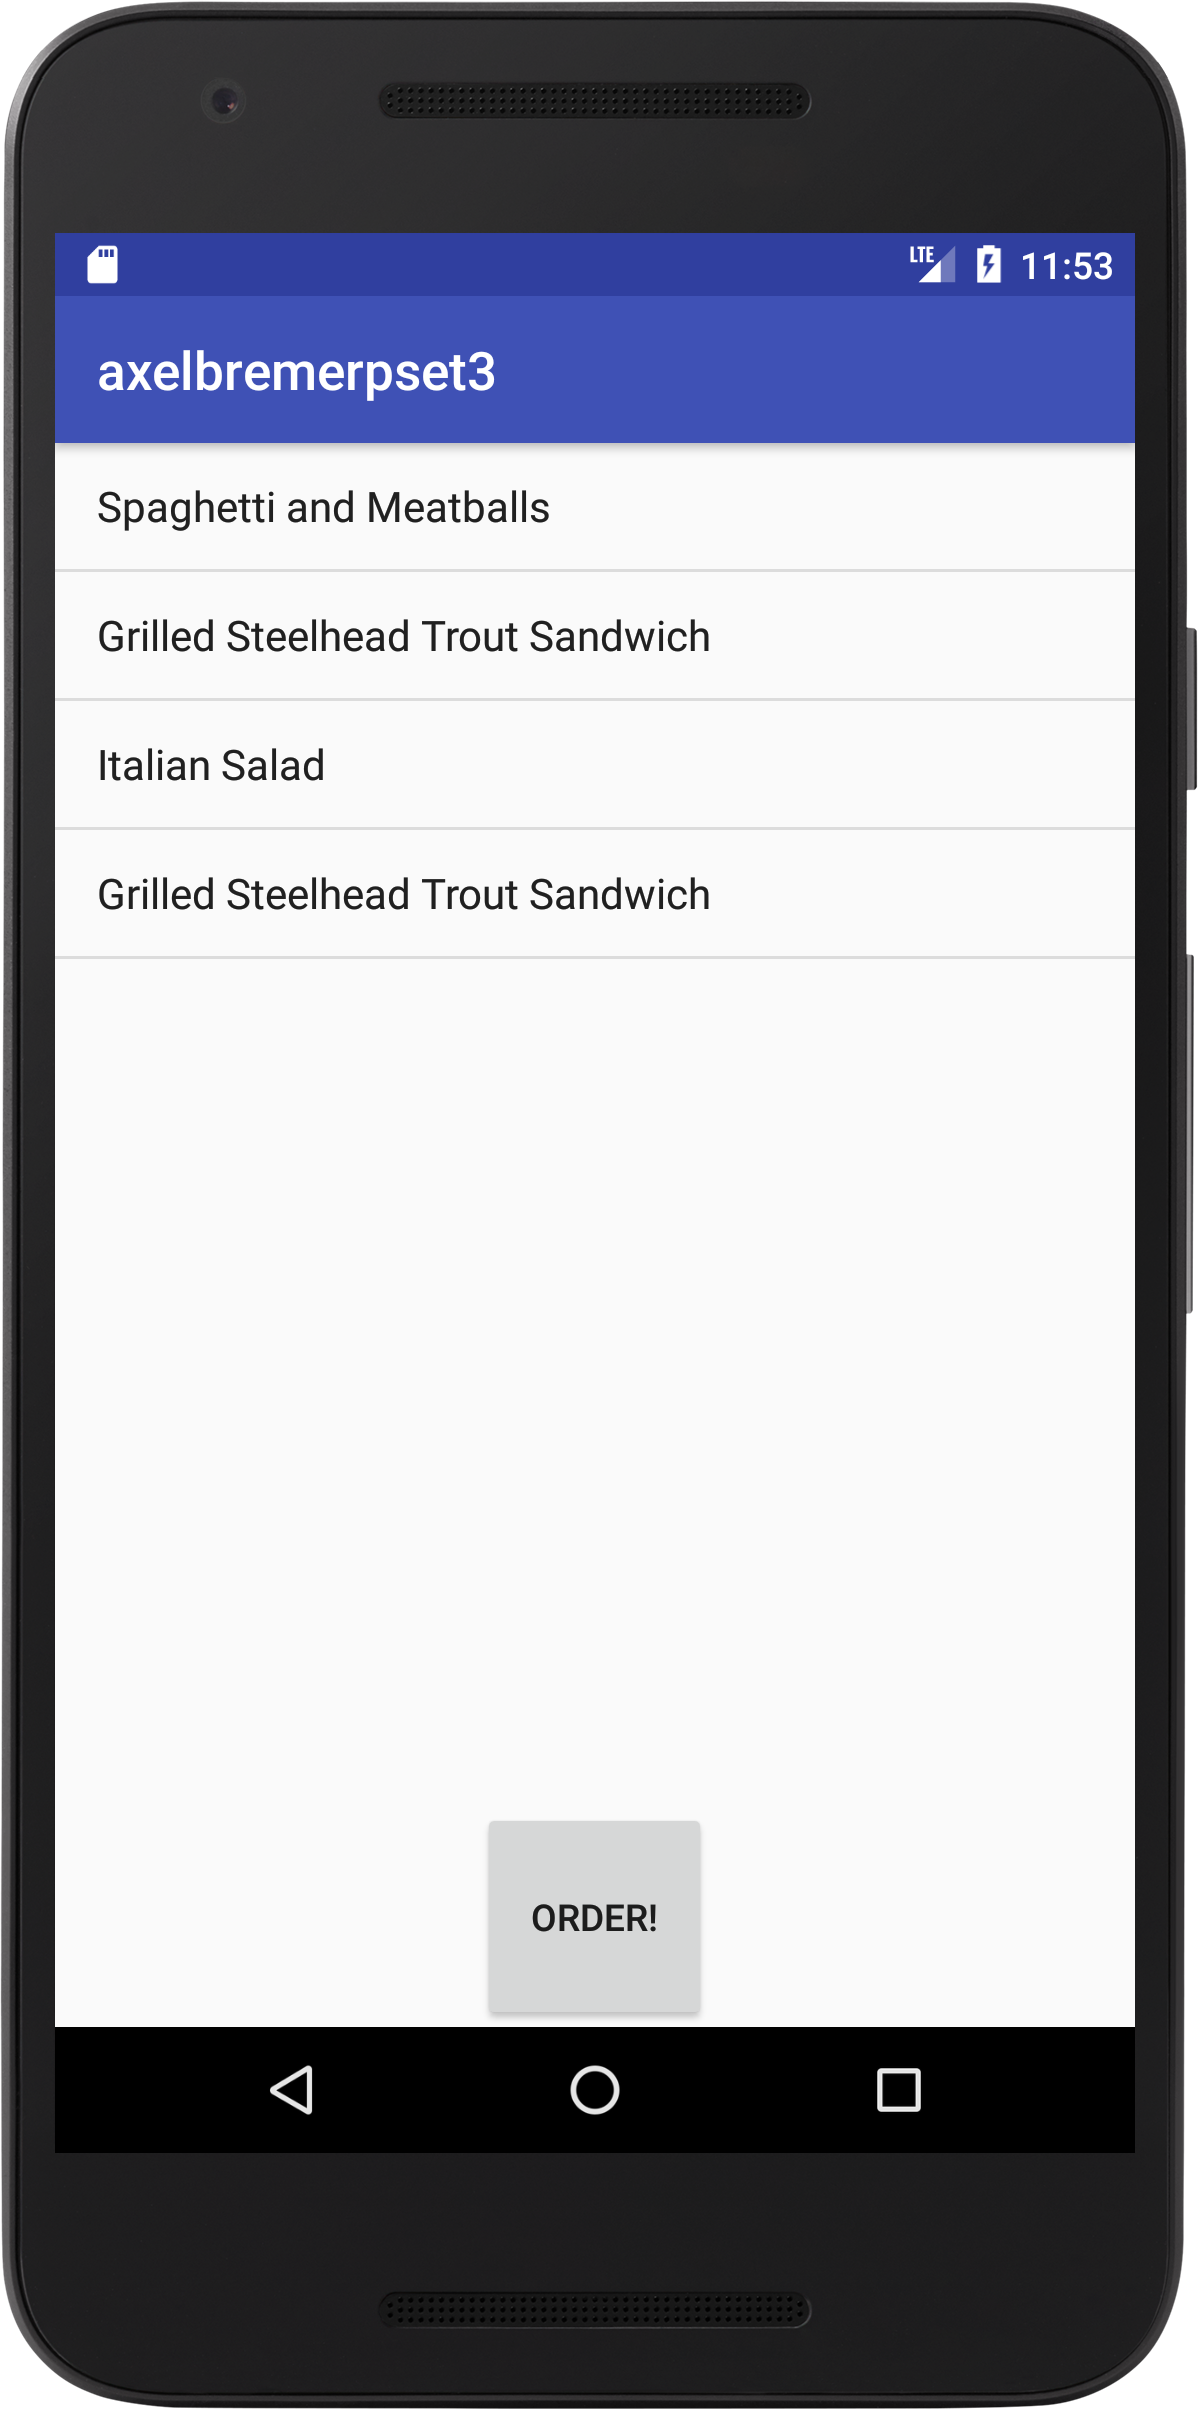 LTE 11:53
axelbremerpset3
Spaghetti and Meatballs
Grilled Steelhead Trout Sandwich
Italian Salad
Grilled Steelhead Trout Sandwich
ORDER!